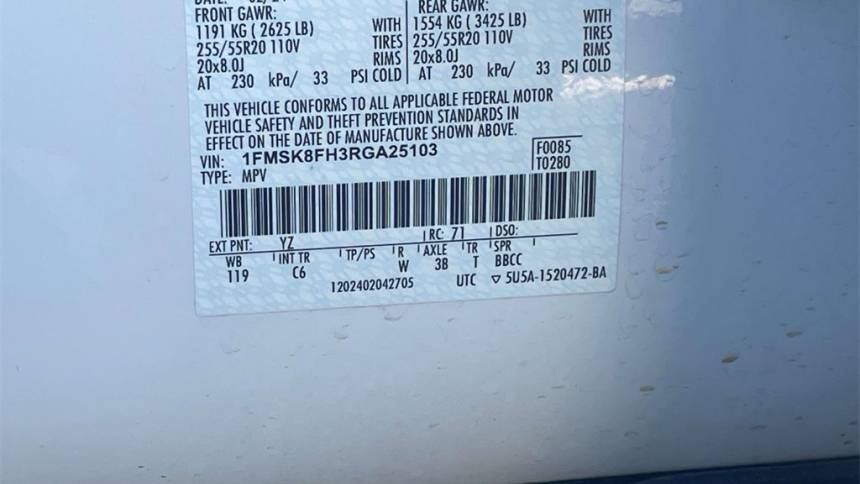 FRONT GAWR: REAR GAWR:
1191 KG ( 2625 LB) WITH 1554 KG ( 3425 LB) WITH
255/55R20 110V TIRES 255/55R20 110V TIRES
20x8.0J RIMS 20x8.0J RIMS
AT 230 kPa/ 33 PSI COLD AT 230 kPa/ 33 PSI COLD
THIS VEHICLE CONFORMS TO ALL APPLICABLE FEDERAL MOTOR
VEHICLE SAFETY AND THEFT PREVENTION STANDARDS IN
EFFECT ON THE DATE OF MANUFACTURE SHOWN ABOVE.
VIN: 1FMSK8FH3RGA25103 F0085
TYPE: MPV T0280
EXT PNT: YZ RC: 71 DSO:
WB INT TR TP/PS R AXLE TR SPR
119 C6 W 3B T BBCC
120240204270S UTC ▽ 5U5A-1520472-BA